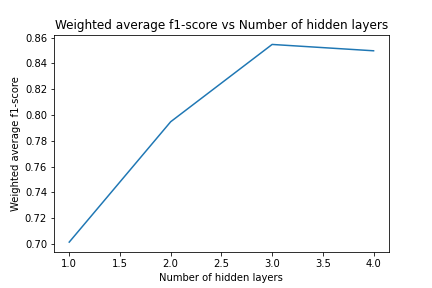 Weighted average f1-score vs Number of hidden layers
0.86
0.84
0.82
0.80
0.78
0.76
0.74
0.72
0.70
Weighted average f1-score
1.0 1.5 2.0 2.5 3.0 3.5 4.0
Number of hidden layers